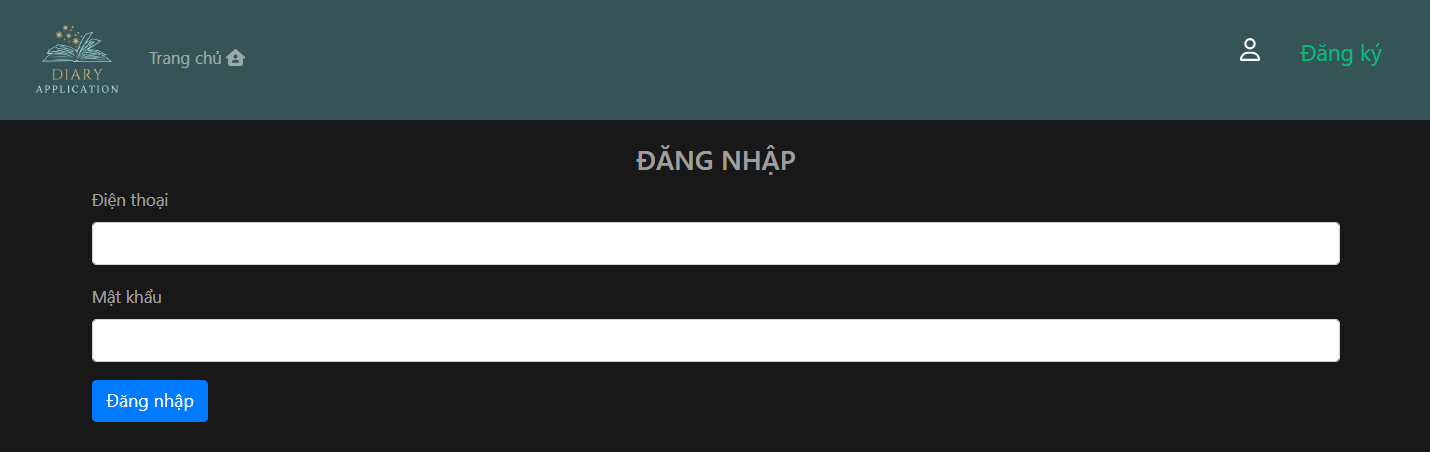 DIARY
APPLICATION
Trang chủ
Đăng ký
ĐĂNG NHẬP
Điện thoại
Mật khẩu
Đăng nhập